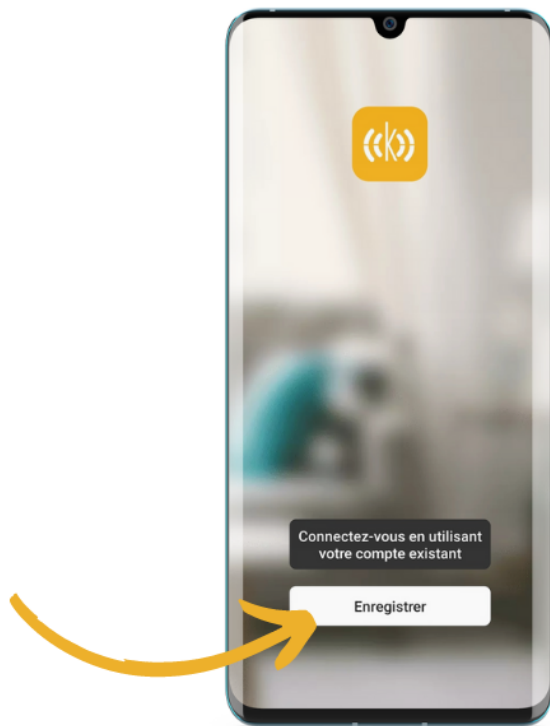 k
Connectez-vous en utilisant
votre compte existant
Enregistrer